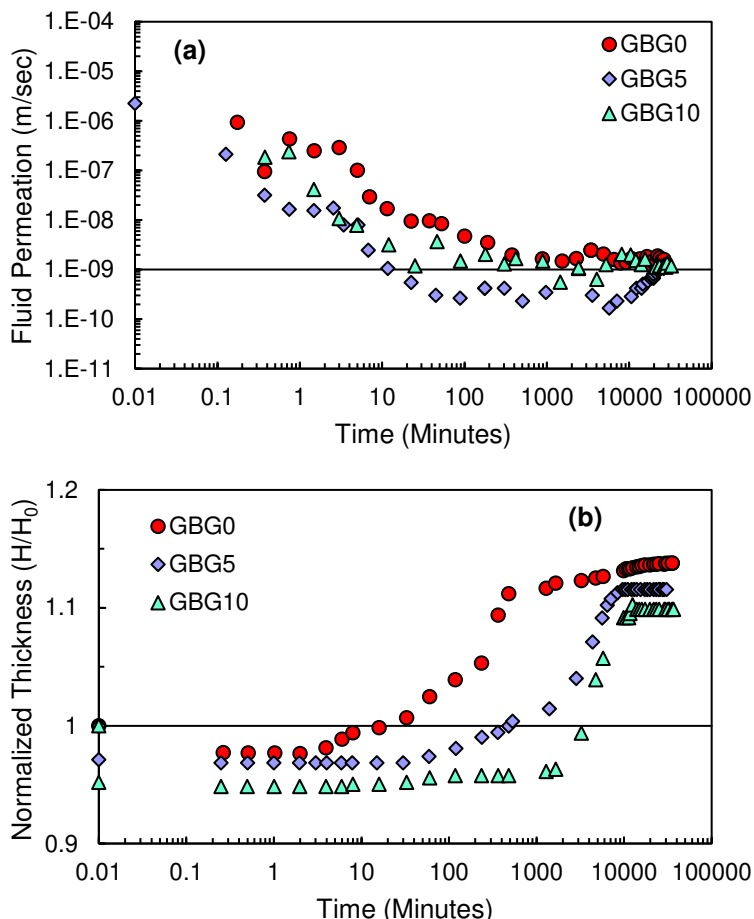 (a)
GBG0
GBG5
GBG10
Fluid Permeation (m/sec)
1.E-04
1.E-05
1.E-06
1.E-07
1.E-08
1.E-09
1.E-10
1.E-11
0.01 0.1 1 10 100 1000 10000 100000
Time (Minutes)
(b)
GBG0
GBG5
GBG10
Normalized Thickness (H/H0)
1.2
1.1
1
0.9
0.01 0.1 1 10 100 1000 10000 100000
Time (Minutes)